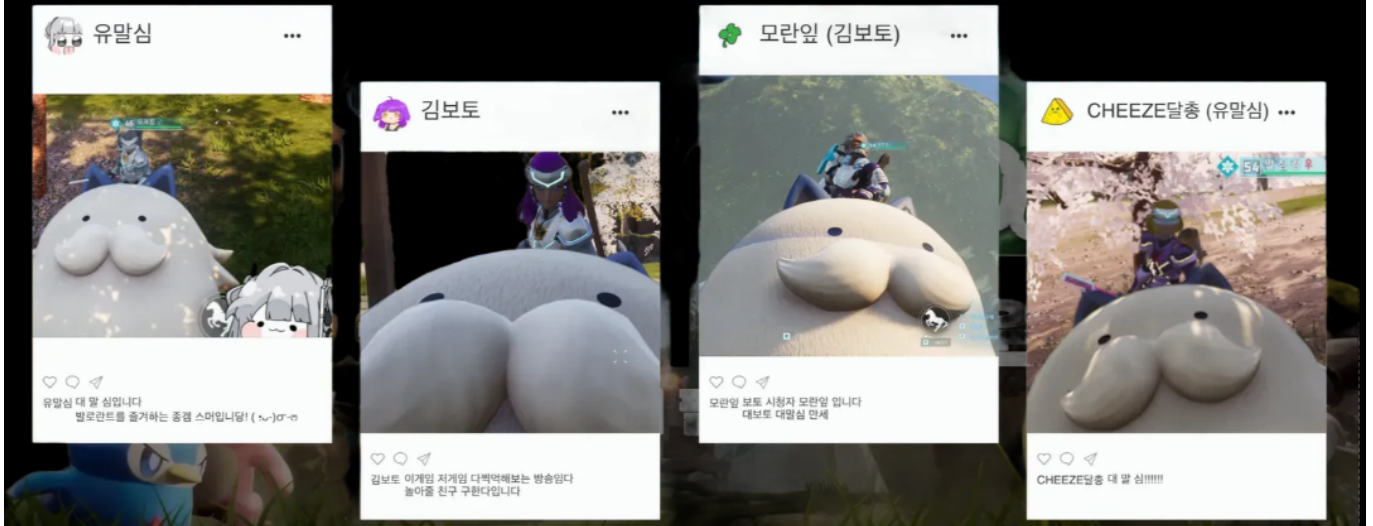 유말심
유말심 대 말 심입니다
발로란트를 즐겨하는 종겜 스머입니당!
김보토
김보토 이게임 저게임 다찍먹해보는 방송임다
놀아줄 친구 구한다입니다
모란잎 (김보토)
모란잎 보토 시청자 모란잎 입니다
대보토 대말심 만세
CHEEZE달총 (유말심)
54
CHEEZE달총 대 말 심!!!!!!!